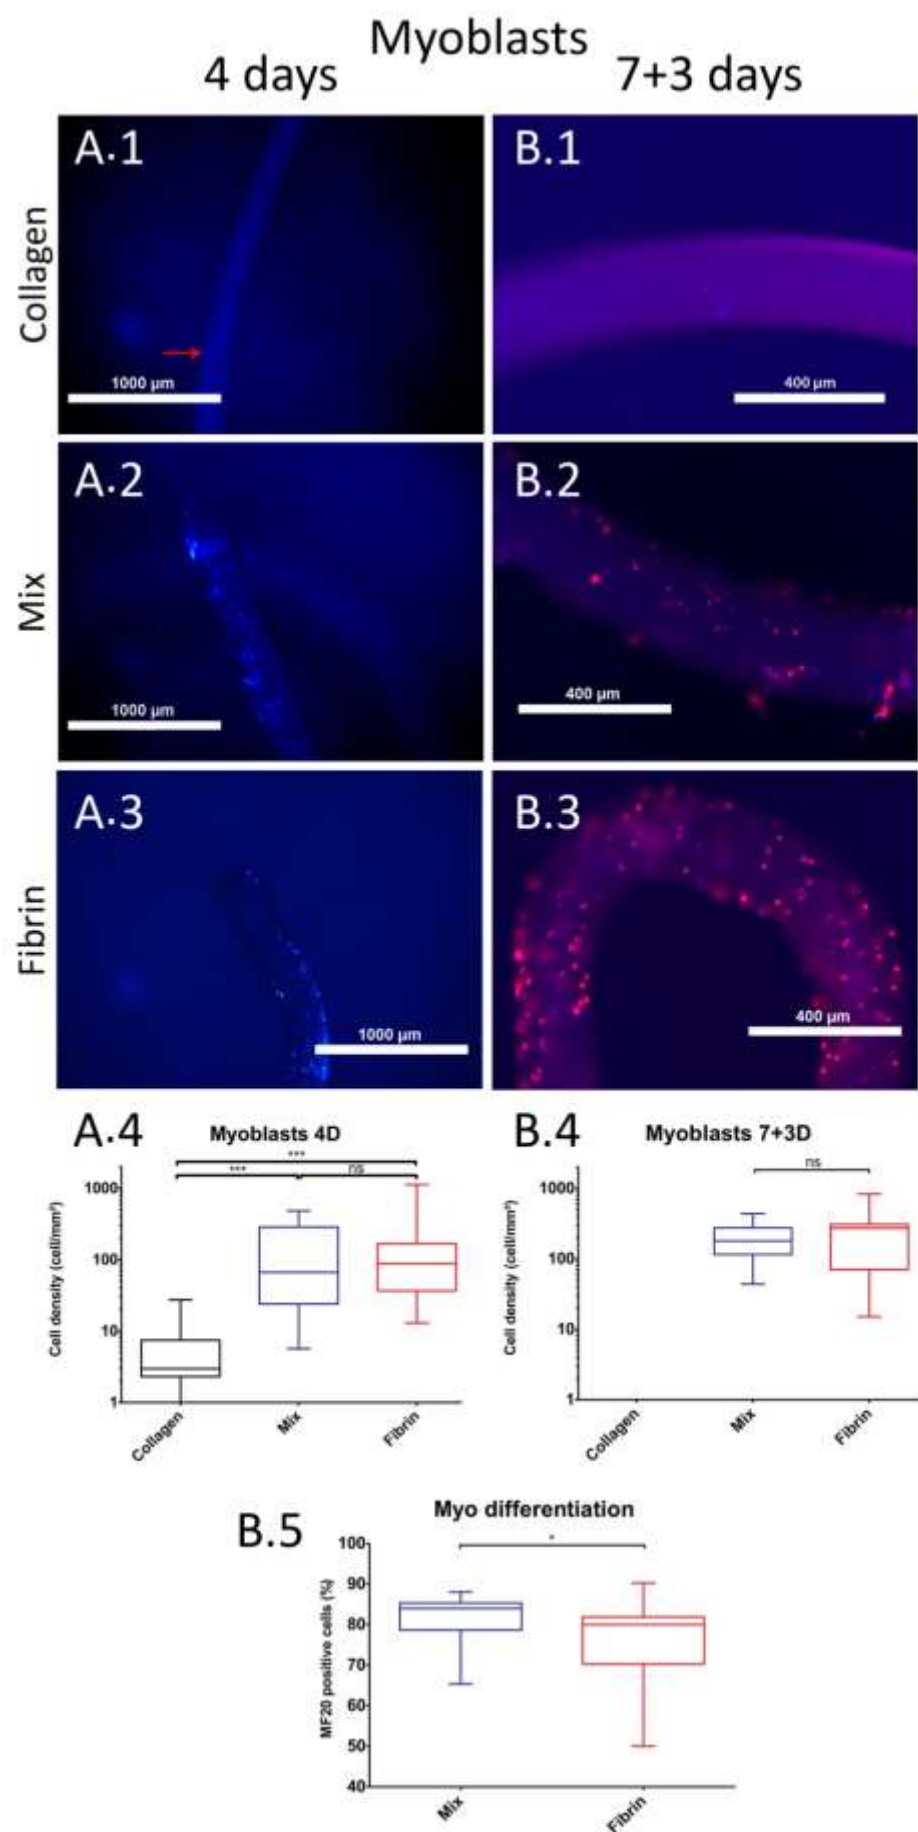 Myoblasts
4 days 7+3 days
Collagen
A.1
1000 µm
B.1
400 µm
Mix
A.2
1000 µm
B.2
400 µm
Fibrin
A.3
1000 µm
B.3
400 µm
A.4
Myoblasts 4D
***
*** ns
Cell density (cell/mm²)
1000
100
10
1
Collagen Mix Fibrin
B.4
Myoblasts 7+3D
ns
Cell density (cell/mm²)
1000
100
10
1
Collagen Mix Fibrin
B.5
Myo differentiation
*
MF20 positive cells (%)
100
90
80
70
60
50
40
Mix Fibrin